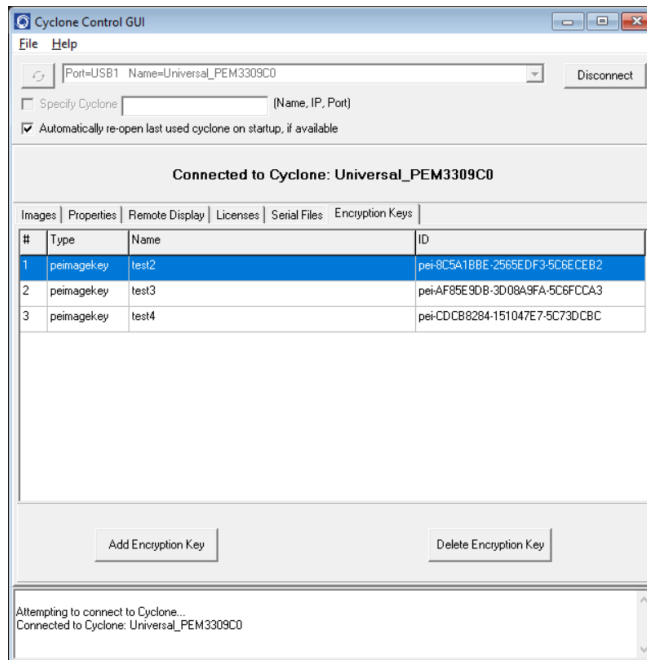 Cyclone Control GUI
File Help
Port=USB1 Name=Universal_PEM3309C0
Disconnect
Specify Cyclone (Name, IP, Port)
Automatically re-open last used cyclone on startup, if available
Connected to Cyclone: Universal_PEM3309C0
Images Properties Remote Display Licenses Serial Files Encryption Keys
# Type Name ID
1 peimagekey test2 pei-8C5A1BBE-2565EDF3-5C6ECEB2
2 peimagekey test3 pei-AF85E9DB-3D08A9FA-5C6FCCA3
3 peimagekey test4 pei-CDCB8284-151047E7-5C73DCBC
Add Encryption Key Delete Encryption Key
Attempting to connect to Cyclone...
Connected to Cyclone: Universal_PEM3309C0